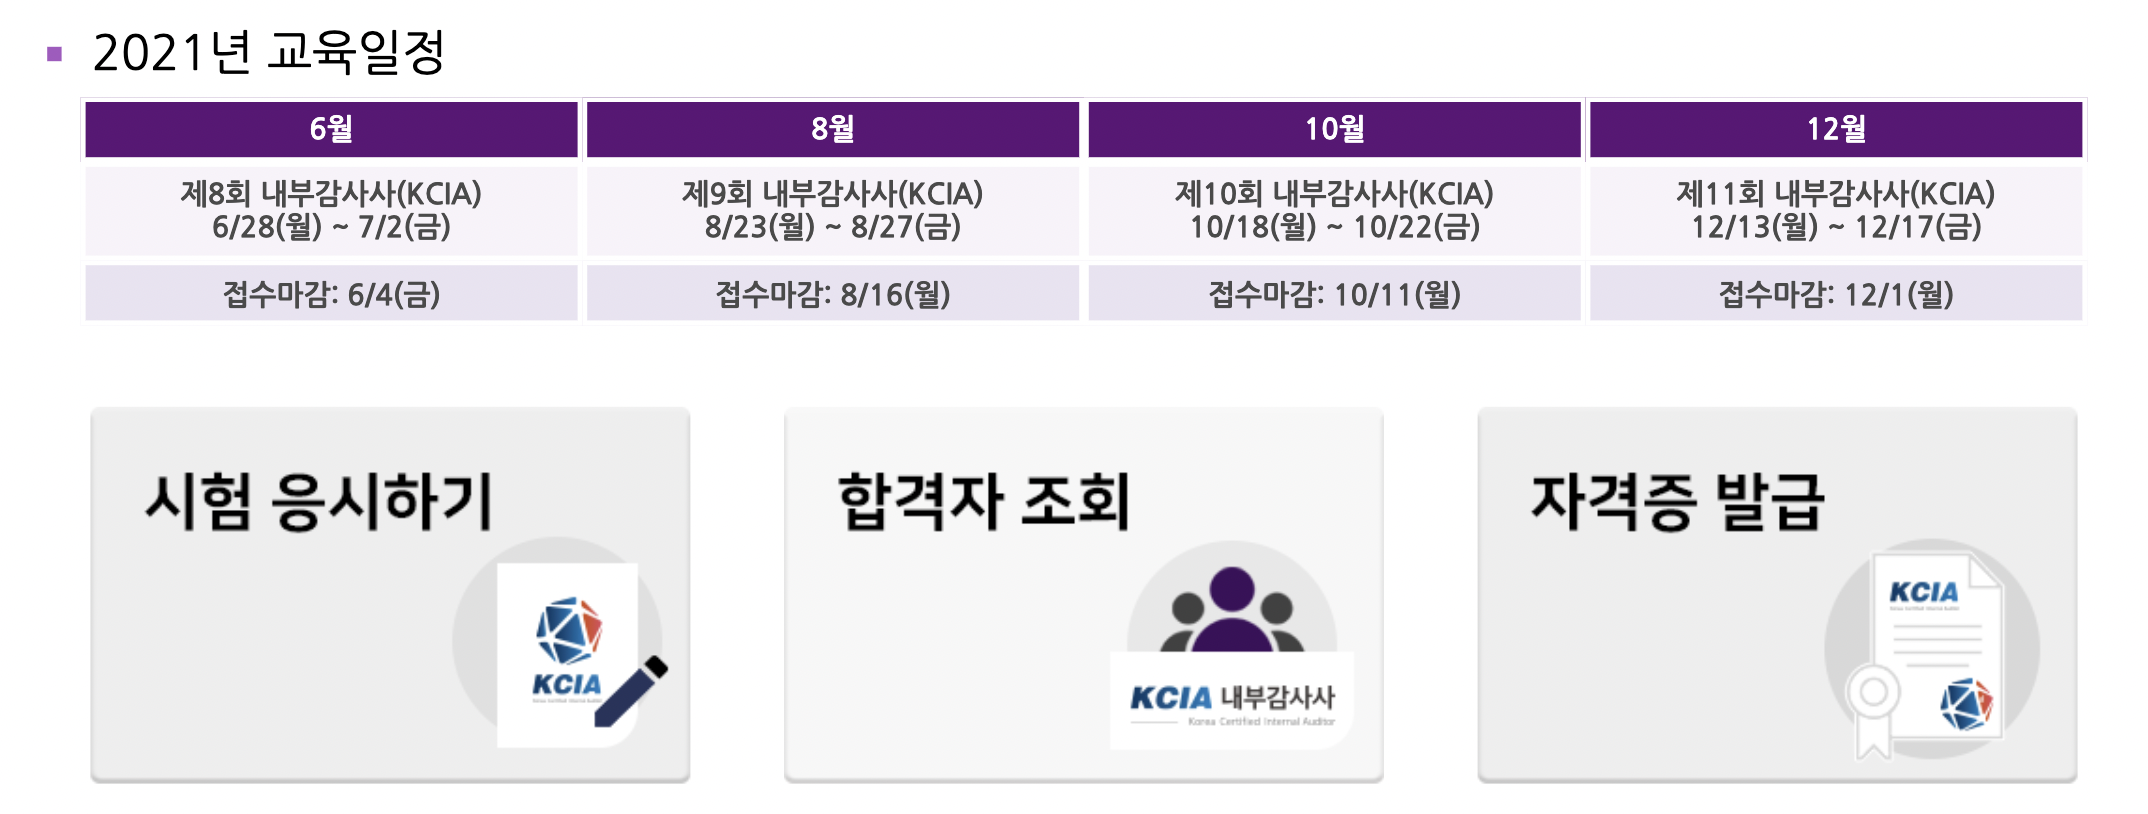 2021년 교육일정
6월
8월
10월
12월
제8회 내부감사사(KCIA)
6/28(월) ~ 7/2(금)
제9회 내부감사사(KCIA)
8/23(월) ~ 8/27(금)
제10회 내부감사사(KCIA)
10/18(월) ~ 10/22(금)
제11회 내부감사사(KCIA)
12/13(월) ~ 12/17(금)
접수마감: 6/4(금)
접수마감: 8/16(월)
접수마감: 10/11(월)
접수마감: 12/1(월)
시험 응시하기
KCIA
합격자 조회
KCIA 내부감사사
Korea Certified Internal Auditor
자격증 발급
KCIA